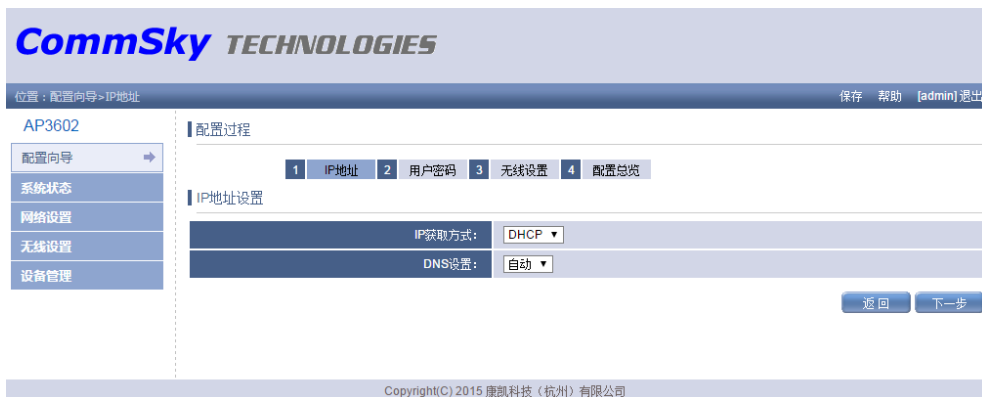 CommSky TECHNOLOGIES
位置：配置向导>IP地址 保存 帮助 [admin]退出
AP3602
配置向导
系统状态
网络设置
无线设置
设备管理
配置过程
1 IP地址 2 用户密码 3 无线设置 4 配置总览
IP地址设置
IP获取方式： DHCP
DNS设置： 自动
返回 下一步
Copyright(C) 2015 康凯科技（杭州）有限公司